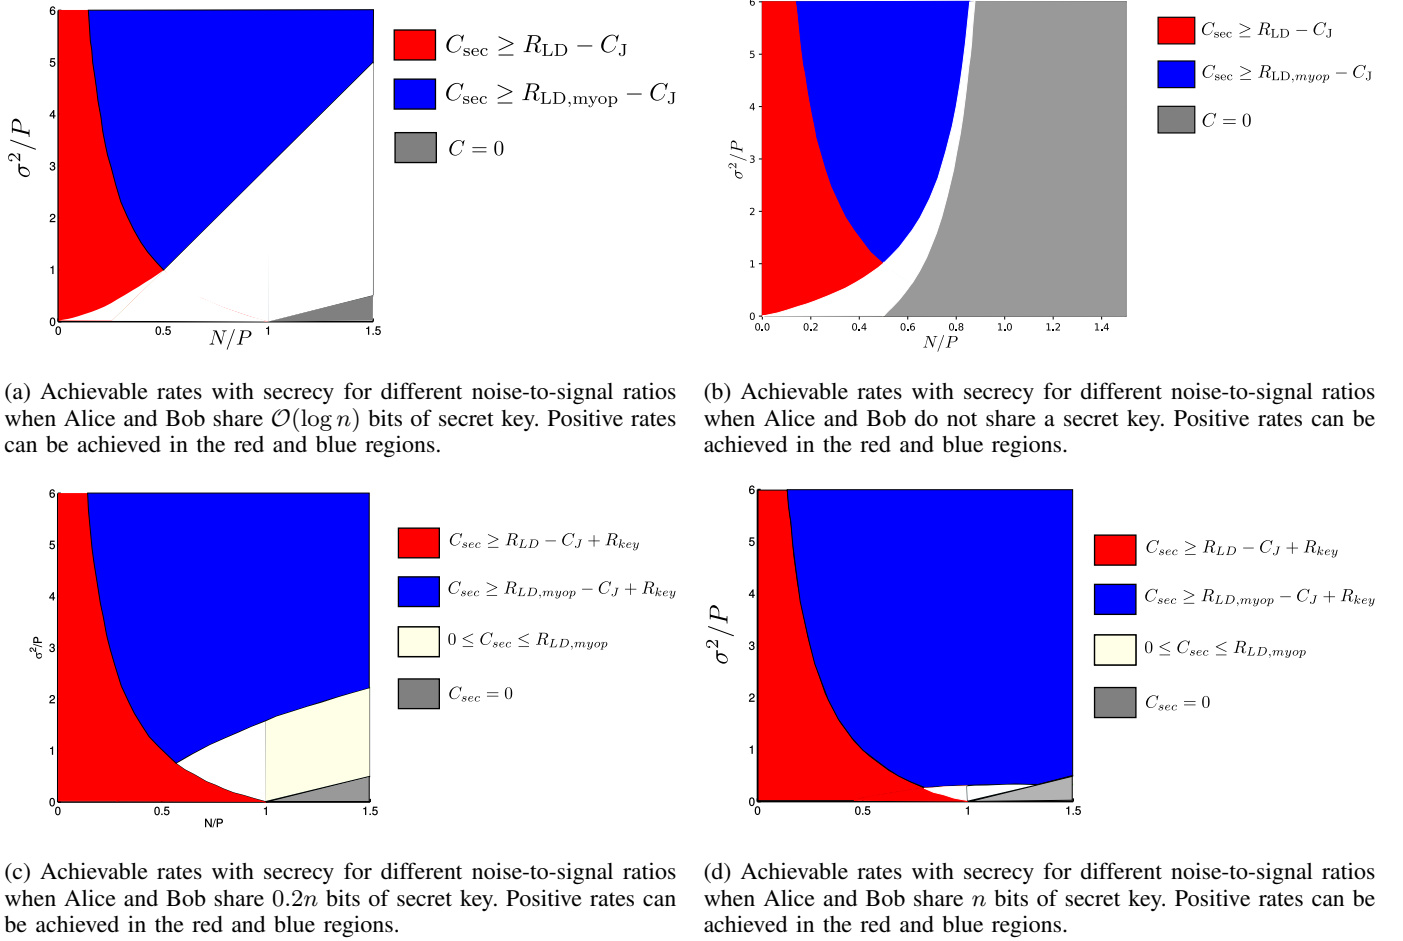 6
5
4
3
2
1
0
0
0.5
1
1.5
σ²/P
N/P
C_sec ≥ R_LD − C_J
C_sec ≥ R_LD,myop − C_J
C = 0
6
5
4
3
2
1
0
0.0
0.2
0.4
0.6
0.8
1.0
1.2
1.4
σ²/P
N/P
C_sec ≥ R_LD − C_J
C_sec ≥ R_LD,myop − C_J
C = 0
(a) Achievable rates with secrecy for different noise-to-signal ratios
when Alice and Bob share 𝒪(log n) bits of secret key. Positive rates
can be achieved in the red and blue regions.
(b) Achievable rates with secrecy for different noise-to-signal ratios
when Alice and Bob do not share a secret key. Positive rates can be
achieved in the red and blue regions.
6
5
4
3
2
1
0
0
0.5
1
1.5
σ²/P
N/P
C_sec ≥ R_LD − C_J + R_key
C_sec ≥ R_LD,myop − C_J + R_key
0 ≤ C_sec ≤ R_LD,myop
C_sec = 0
6
5
4
3
2
1
0
0
0.5
1
1.5
σ²/P
N/P
C_sec ≥ R_LD − C_J + R_key
C_sec ≥ R_LD,myop − C_J + R_key
0 ≤ C_sec ≤ R_LD,myop
C_sec = 0
(c) Achievable rates with secrecy for different noise-to-signal ratios
when Alice and Bob share 0.2n bits of secret key. Positive rates can
be achieved in the red and blue regions.
(d) Achievable rates with secrecy for different noise-to-signal ratios
when Alice and Bob share n bits of secret key. Positive rates can be
achieved in the red and blue regions.